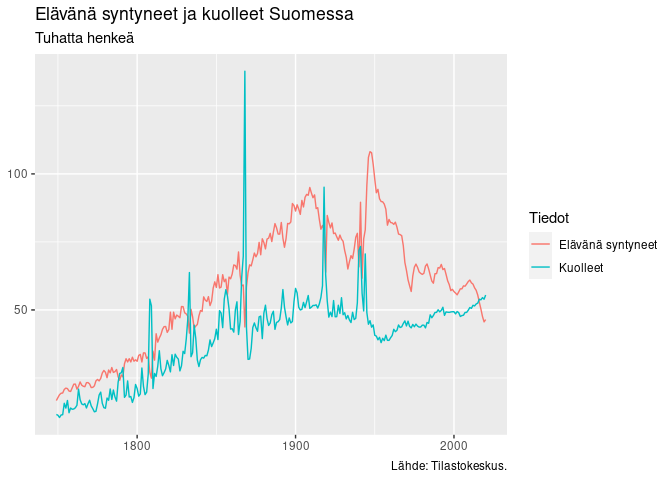 Elävänä syntyneet ja kuolleet Suomessa
Tuhatta henkeä
100
50
1800
1900
2000
Tiedot
Elävänä syntyneet
Kuolleet
Lähde: Tilastokeskus.